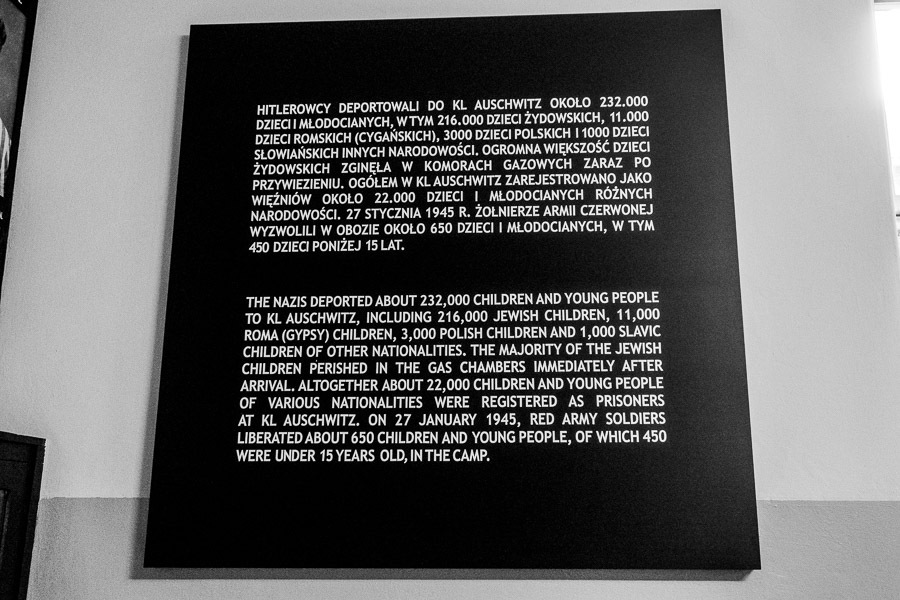 HITLEROWCY DEPORTOWALI DO KL AUSCHWITZ OKOŁO 232.000
DZIECI I MŁODOCIANYCH, W TYM 216.000 DZIECI ŻYDOWSKICH, 11.000
DZIECI ROMSKICH (CYGAŃSKICH), 3000 DZIECI POLSKICH I 1000 DZIECI
SŁOWIAŃSKICH INNYCH NARODOWOŚCI. OGROMNA WIĘKSZOŚĆ DZIECI
ŻYDOWSKICH ZGINĘŁA W KOMORACH GAZOWYCH ZARAZ PO
PRZYWIEZIENIU. OGÓŁEM W KL AUSCHWITZ ZAREJESTROWANO JAKO
WIĘŹNIÓW OKOŁO 22.000 DZIECI I MŁODOCIANYCH RÓŻNYCH
NARODOWOŚCI. 27 STYCZNIA 1945 R. ŻOŁNIERZE ARMII CZERWONEJ
WYZWOLILI W OBOZIE OKOŁO 650 DZIECI I MŁODOCIANYCH, W TYM
450 DZIECI PONIŻEJ 15 LAT.
THE NAZIS DEPORTED ABOUT 232,000 CHILDREN AND YOUNG PEOPLE
TO KL AUSCHWITZ, INCLUDING 216,000 JEWISH CHILDREN, 11,000
ROMA (GYPSY) CHILDREN, 3,000 POLISH CHILDREN AND 1,000 SLAVIC
CHILDREN OF OTHER NATIONALITIES. THE MAJORITY OF THE JEWISH
CHILDREN PERISHED IN THE GAS CHAMBERS IMMEDIATELY AFTER
ARRIVAL. ALTOGETHER ABOUT 22,000 CHILDREN AND YOUNG PEOPLE
OF VARIOUS NATIONALITIES WERE REGISTERED AS PRISONERS
AT KL AUSCHWITZ. ON 27 JANUARY 1945, RED ARMY SOLDIERS
LIBERATED ABOUT 650 CHILDREN AND YOUNG PEOPLE, OF WHICH 450
WERE UNDER 15 YEARS OLD, IN THE CAMP.